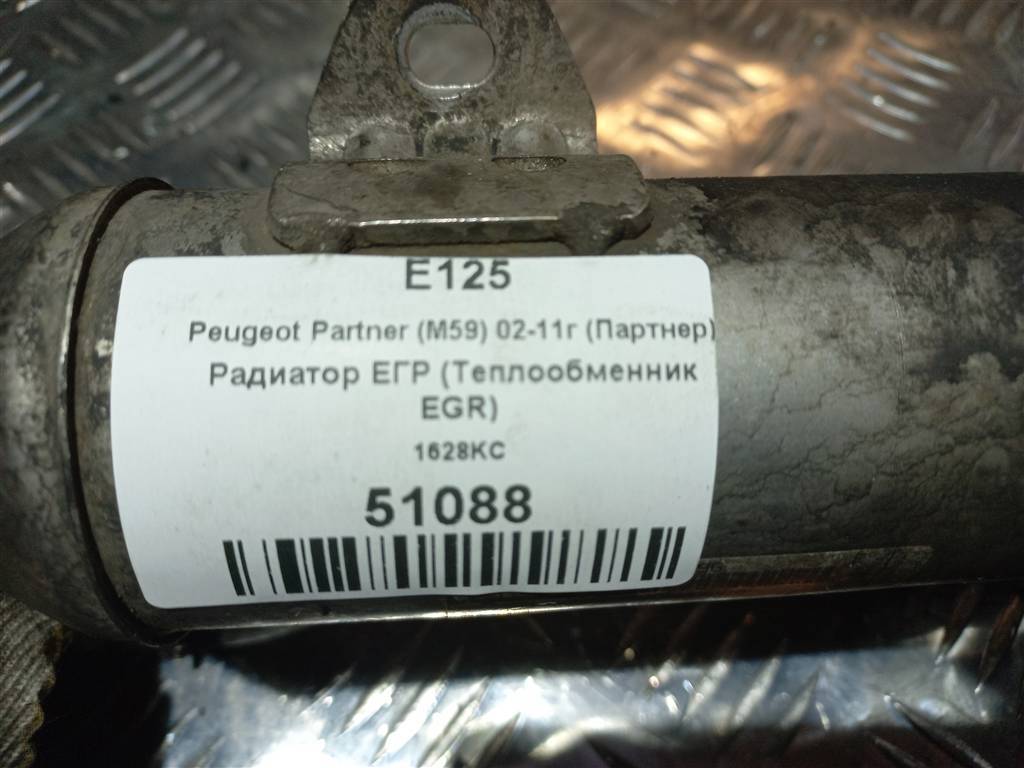 E125
Peugeot Partner (M59) 02-11г (Партнер)
Радиатор ЕГР (Теплообменник
EGR)
1628KC
51088